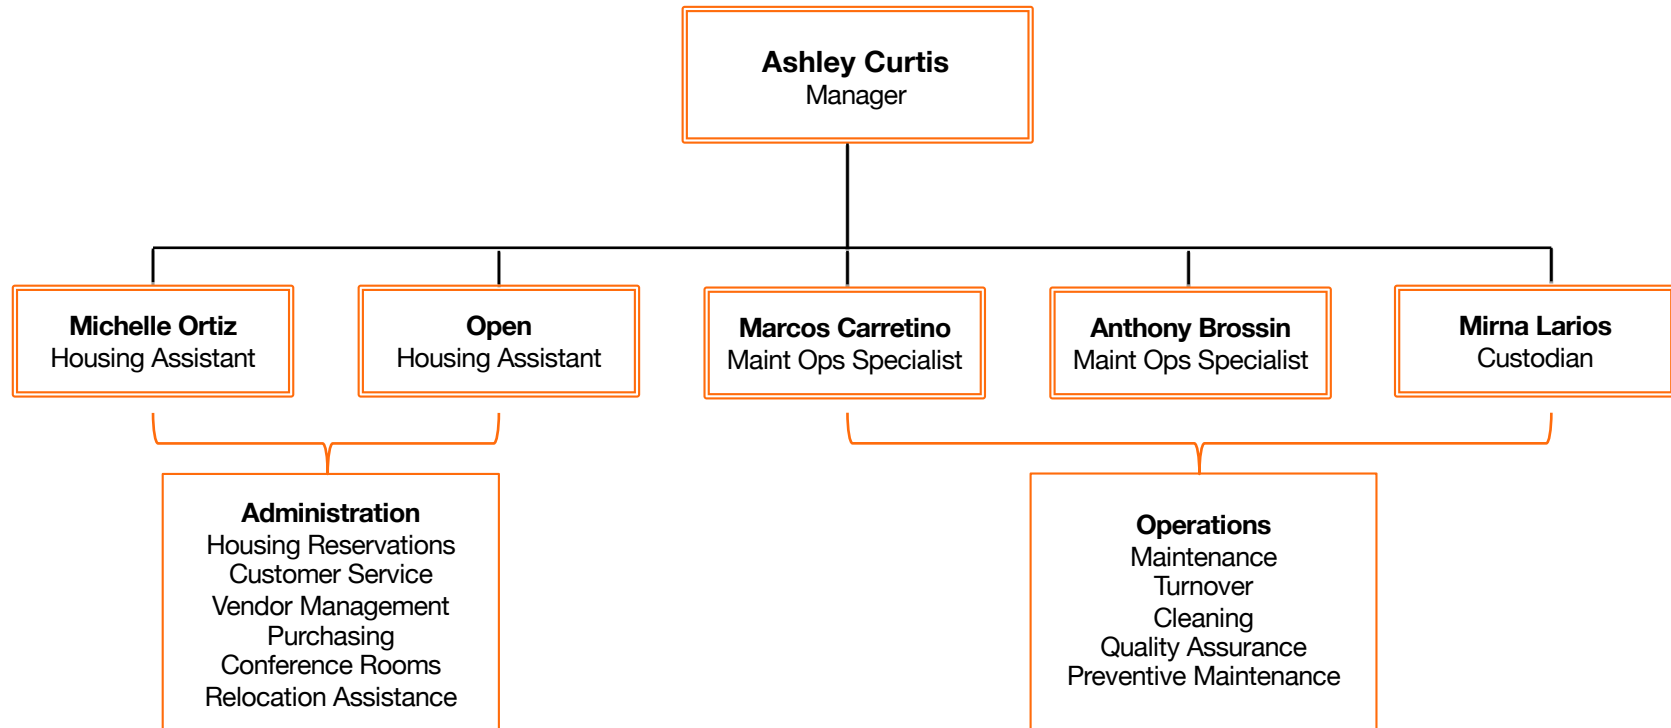 Ashley Curtis
Manager
Michelle Ortiz
Housing Assistant
Open
Housing Assistant
Marcos Carretino
Maint Ops Specialist
Anthony Brossin
Maint Ops Specialist
Mirna Larios
Custodian
Administration
Housing Reservations
Customer Service
Vendor Management
Purchasing
Conference Rooms
Relocation Assistance
Operations
Maintenance
Turnover
Cleaning
Quality Assurance
Preventive Maintenance